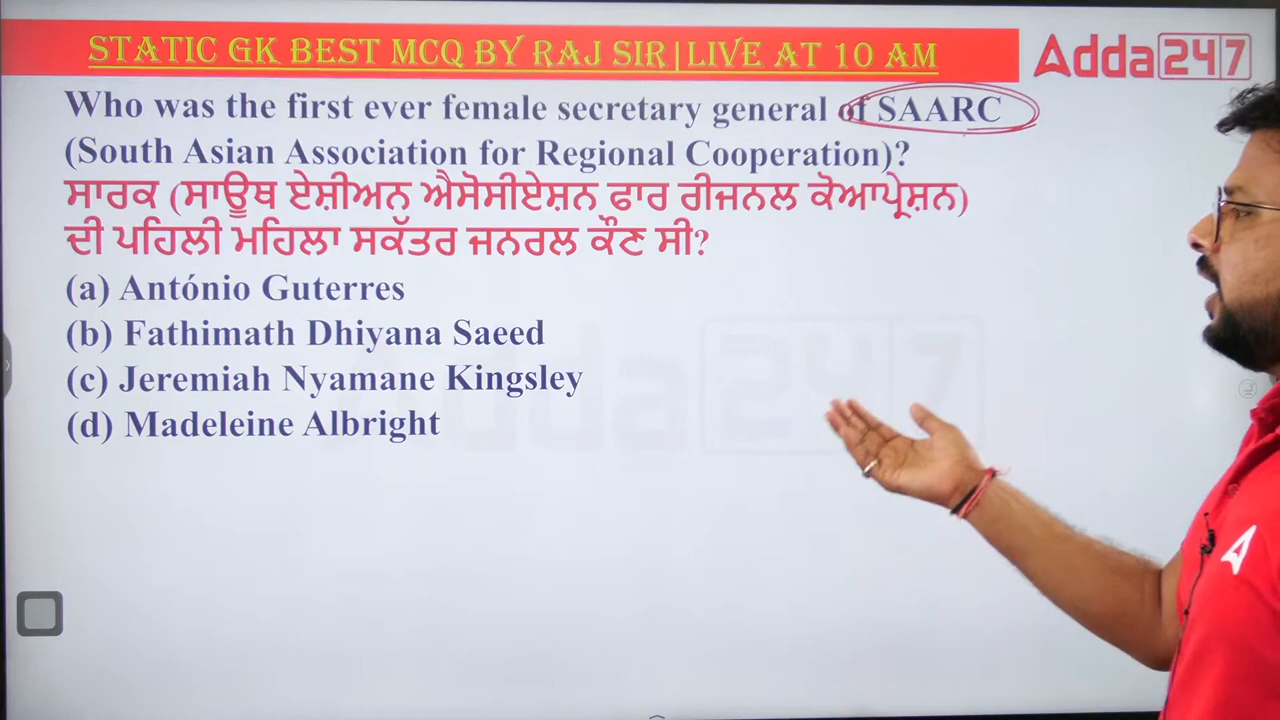 STATIC GK BEST MCQ BY RAJ SIR|LIVE AT 10 AM
Adda247
Who was the first ever female secretary general of SAARC
(South Asian Association for Regional Cooperation)?
ਸਾਰਕ (ਸਾਊਥ ਏਸ਼ੀਅਨ ਐਸੋਸੀਏਸ਼ਨ ਫਾਰ ਰੀਜਨਲ ਕੋਆਪ੍ਰੇਸ਼ਨ)
ਦੀ ਪਹਿਲੀ ਮਹਿਲਾ ਸਕੱਤਰ ਜਨਰਲ ਕੌਣ ਸੀ?
(a) António Guterres
(b) Fathimath Dhiyana Saeed
(c) Jeremiah Nyamane Kingsley
(d) Madeleine Albright
Adda247